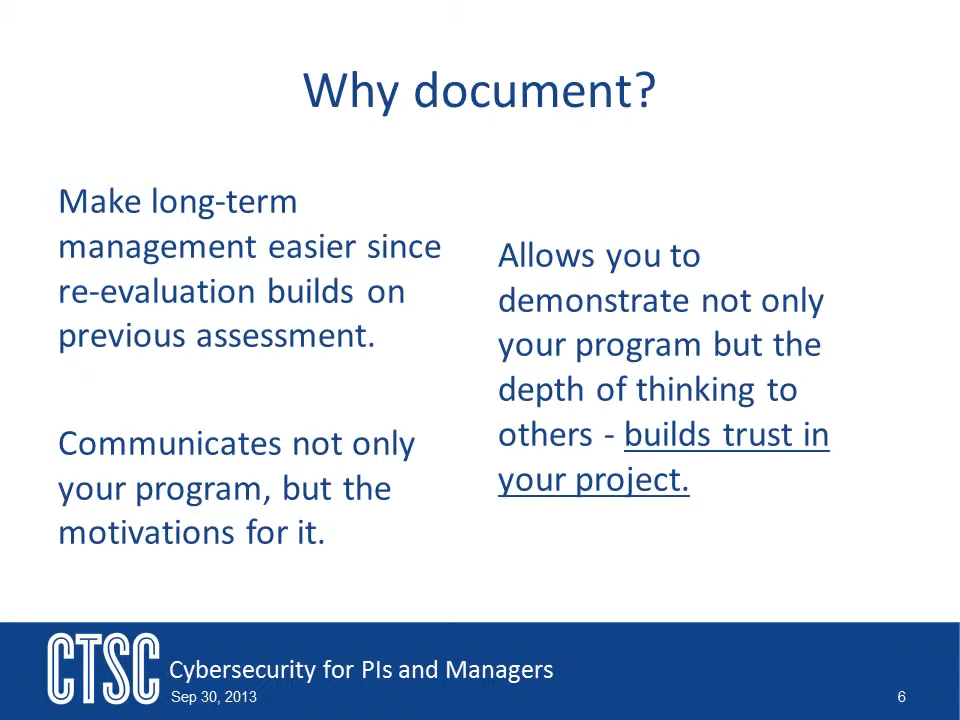 Why document?
Make long-term
management easier since
re-evaluation builds on
previous assessment.
Communicates not only
your program, but the
motivations for it.
Allows you to
demonstrate not only
your program but the
depth of thinking to
others - builds trust in
your project.
CTSC
Cybersecurity for PIs and Managers
Sep 30, 2013
6